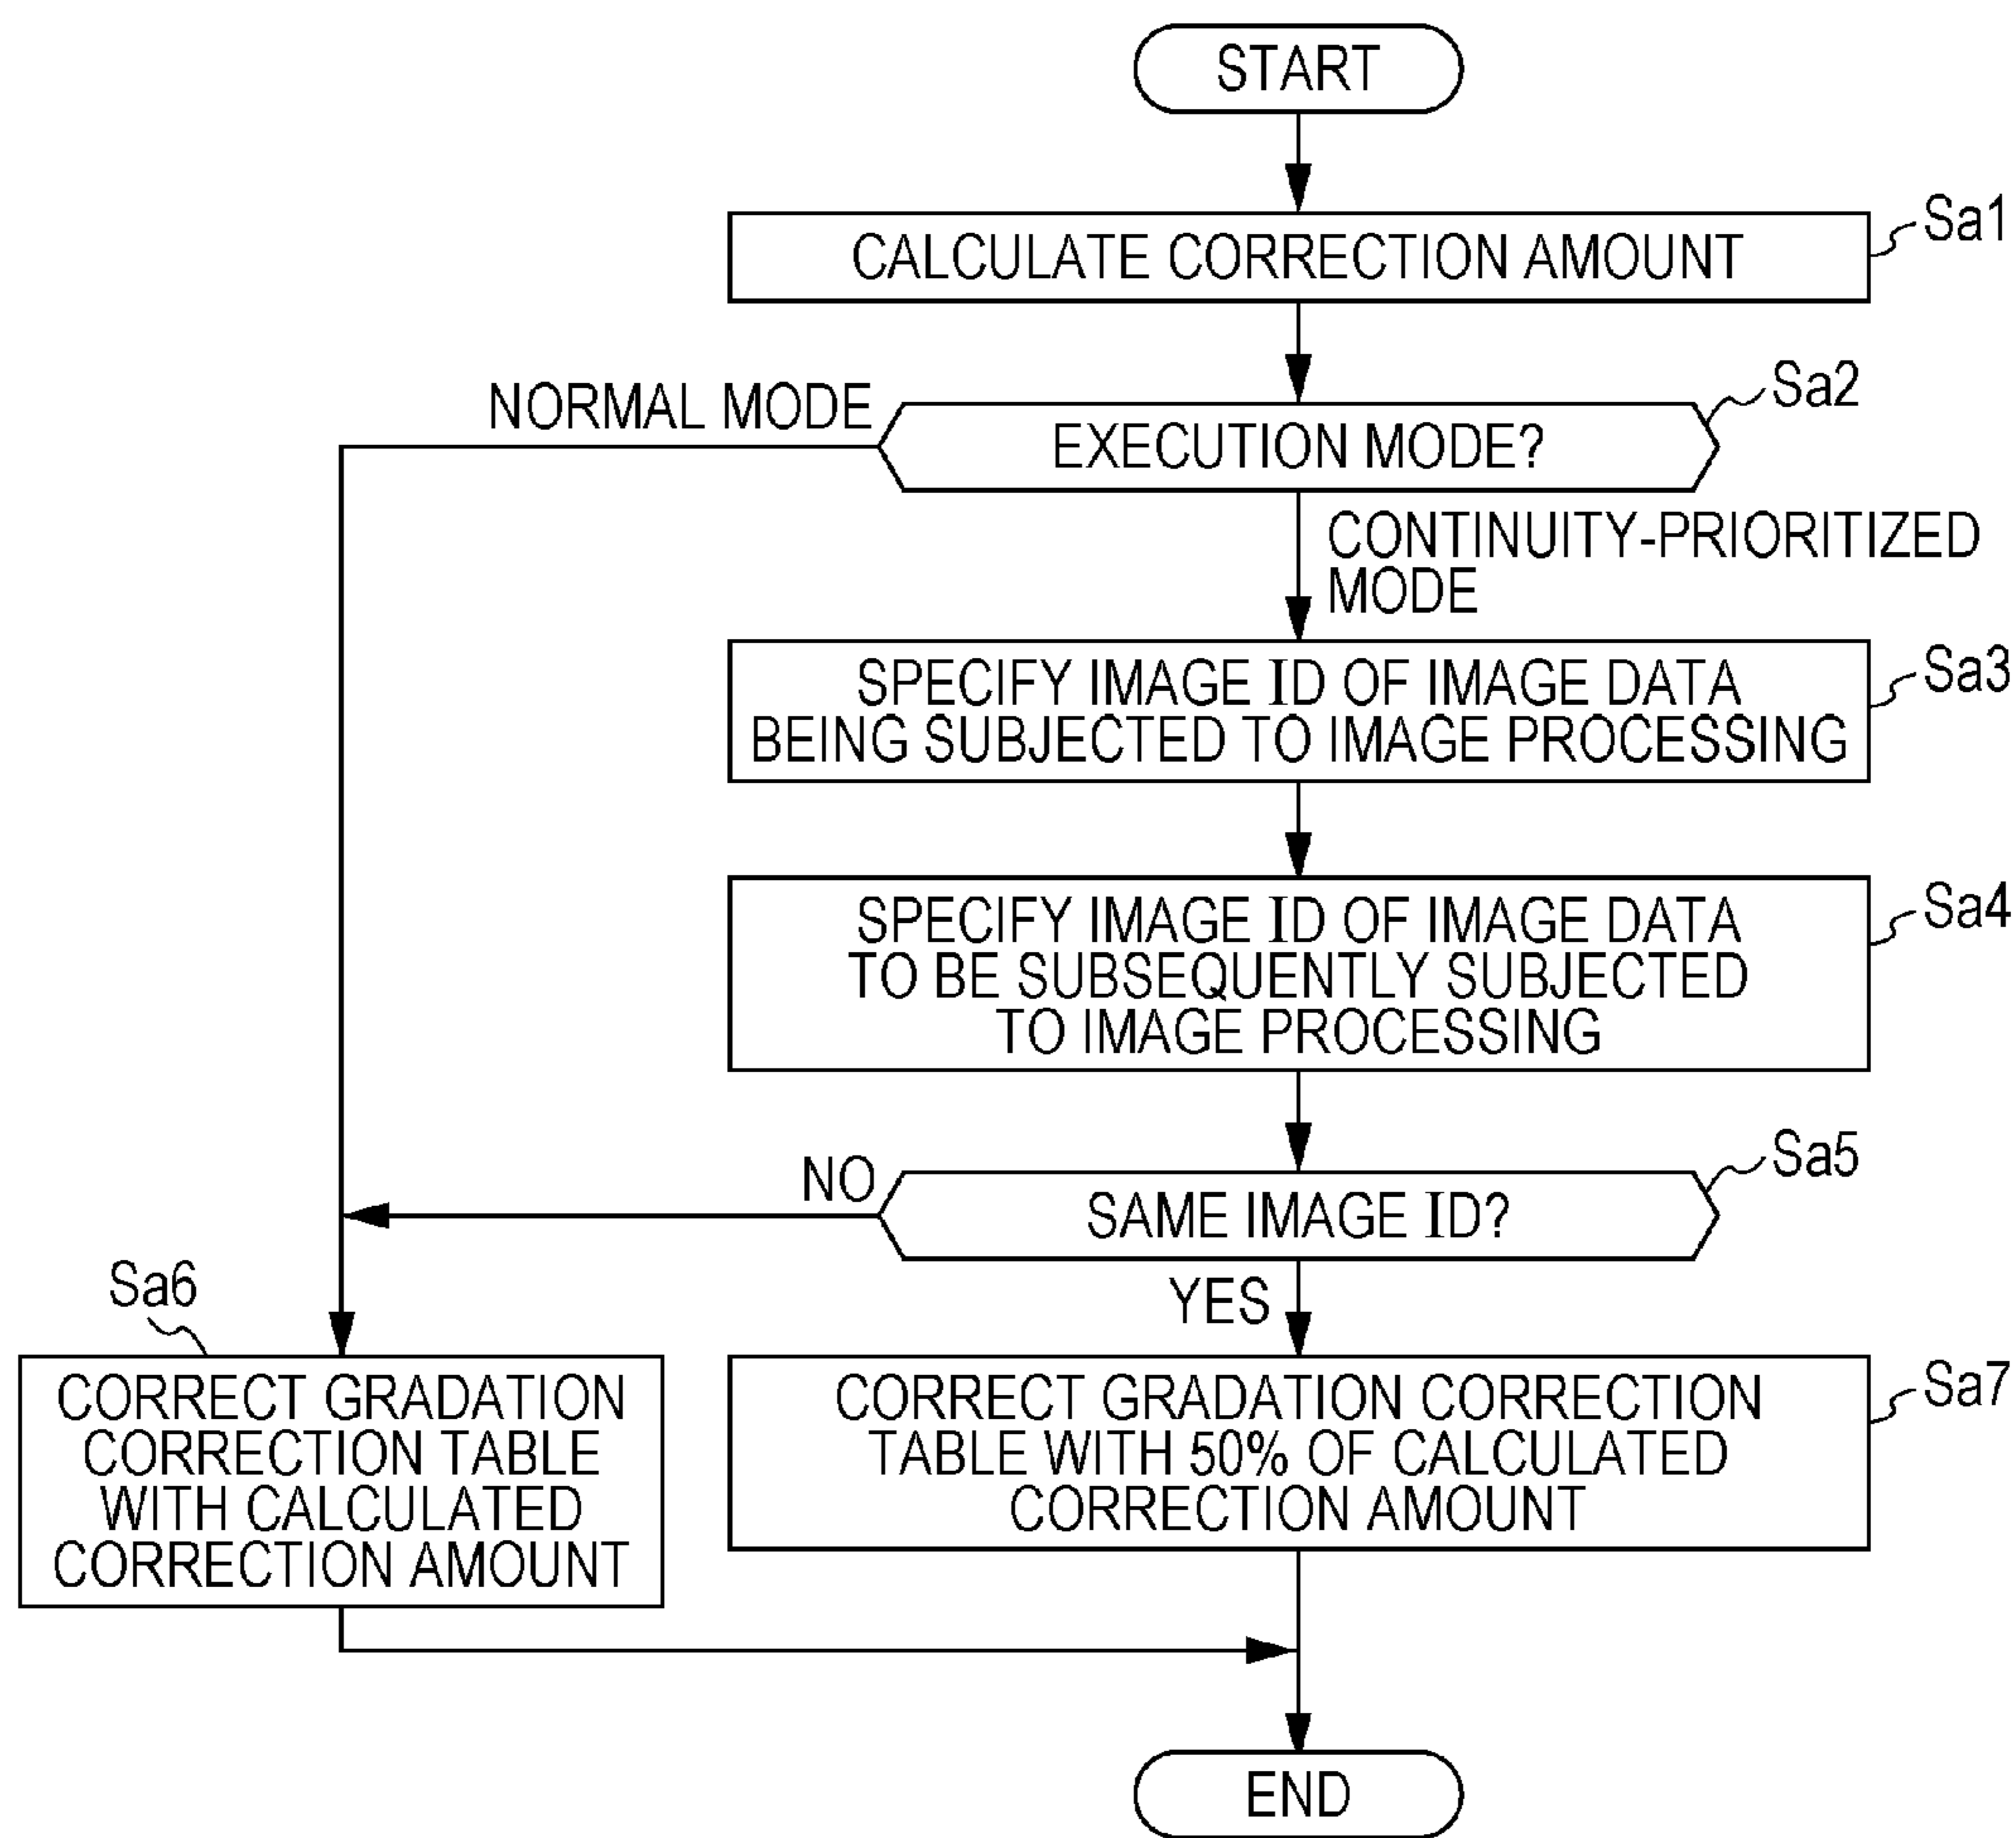 START
CALCULATE CORRECTION AMOUNT
Sa1
NORMAL MODE
EXECUTION MODE?
Sa2
CONTINUITY-PRIORITIZED
MODE
SPECIFY IMAGE ID OF IMAGE DATA
BEING SUBJECTED TO IMAGE PROCESSING
Sa3
SPECIFY IMAGE ID OF IMAGE DATA
TO BE SUBSEQUENTLY SUBJECTED
TO IMAGE PROCESSING
Sa4
NO
SAME IMAGE ID?
Sa5
YES
Sa6
CORRECT GRADATION
CORRECTION TABLE
WITH CALCULATED
CORRECTION AMOUNT
CORRECT GRADATION CORRECTION
TABLE WITH 50% OF CALCULATED
CORRECTION AMOUNT
Sa7
END